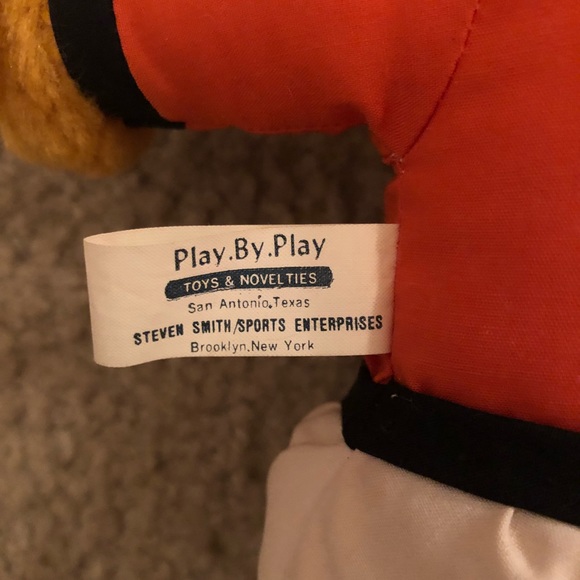 Play.By.Play
TOYS & NOVELTIES
San Antonio,Texas
STEVEN SMITH/SPORTS ENTERPRISES
Brooklyn,New York